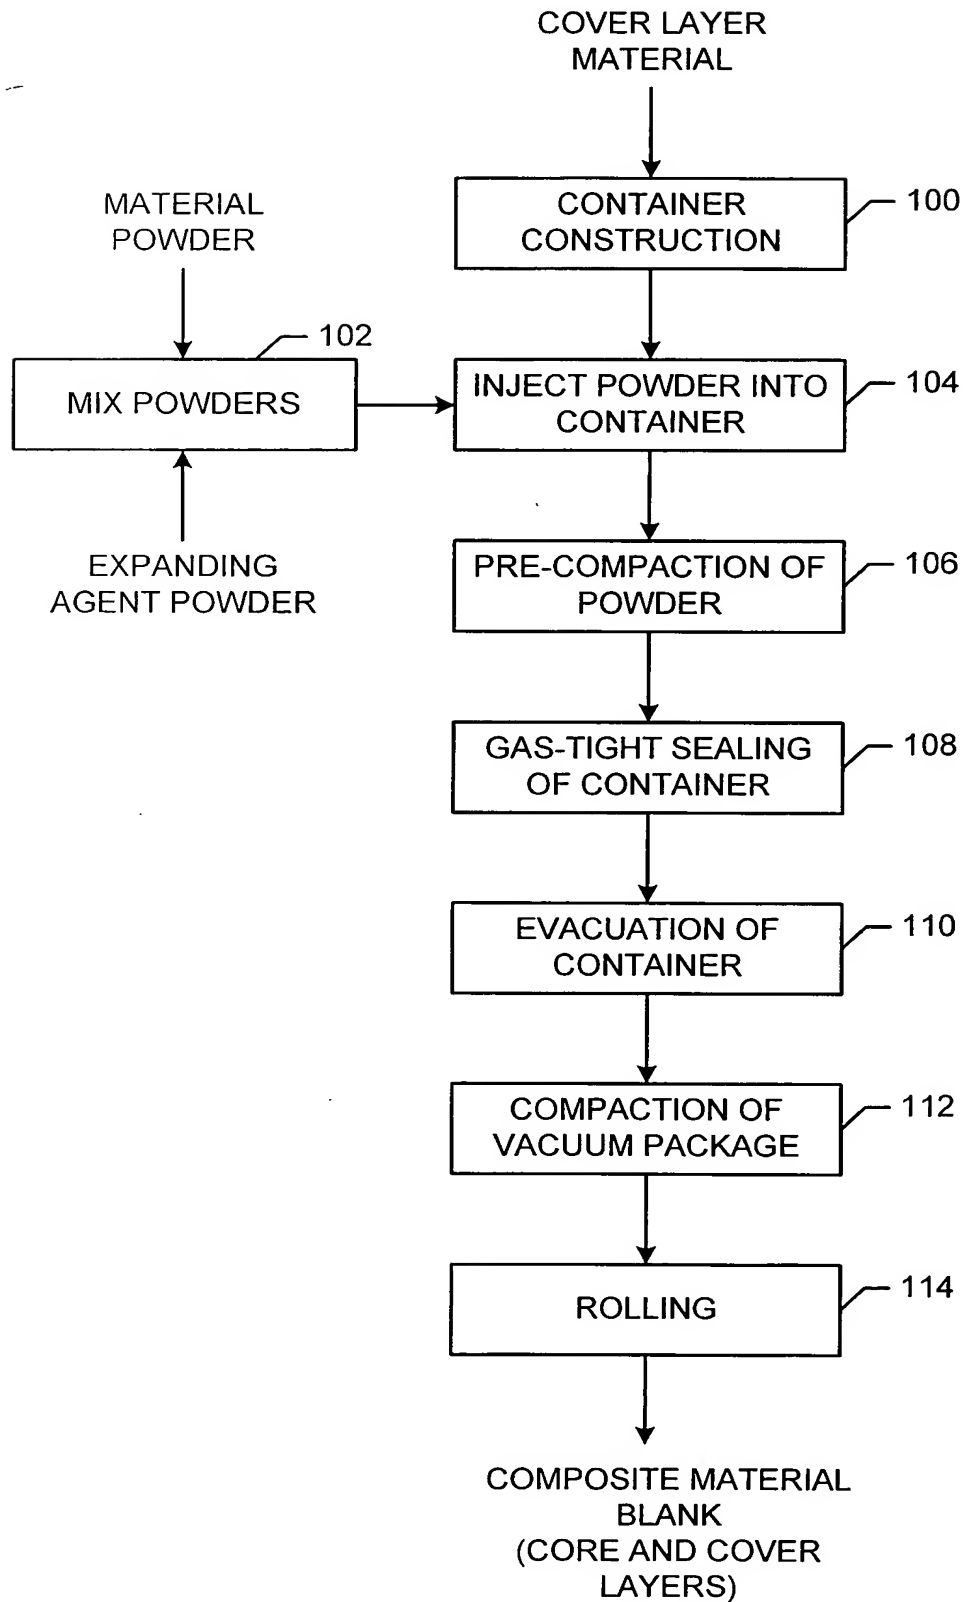 COVER LAYER
MATERIAL
CONTAINER
CONSTRUCTION
100
MATERIAL
POWDER
102
MIX POWDERS
INJECT POWDER INTO
CONTAINER
104
EXPANDING
AGENT POWDER
PRE-COMPACTION OF
POWDER
106
GAS-TIGHT SEALING
OF CONTAINER
108
EVACUATION OF
CONTAINER
110
COMPACTION OF
VACUUM PACKAGE
112
ROLLING
114
COMPOSITE MATERIAL
BLANK
(CORE AND COVER
LAYERS)